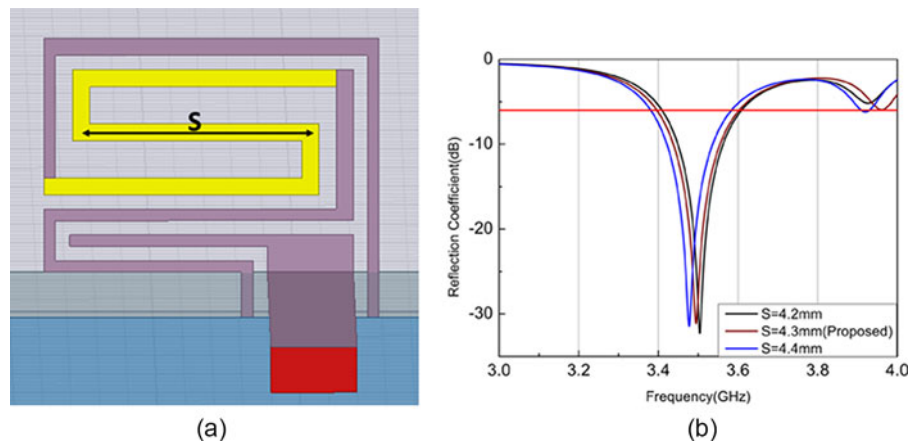 S
(a)
Reflection Coefficient(dB)
0
-10
-20
-30
S=4.2mm
S=4.3mm(Proposed)
S=4.4mm
3.0 3.2 3.4 3.6 3.8 4.0
Frequency(GHz)
(b)